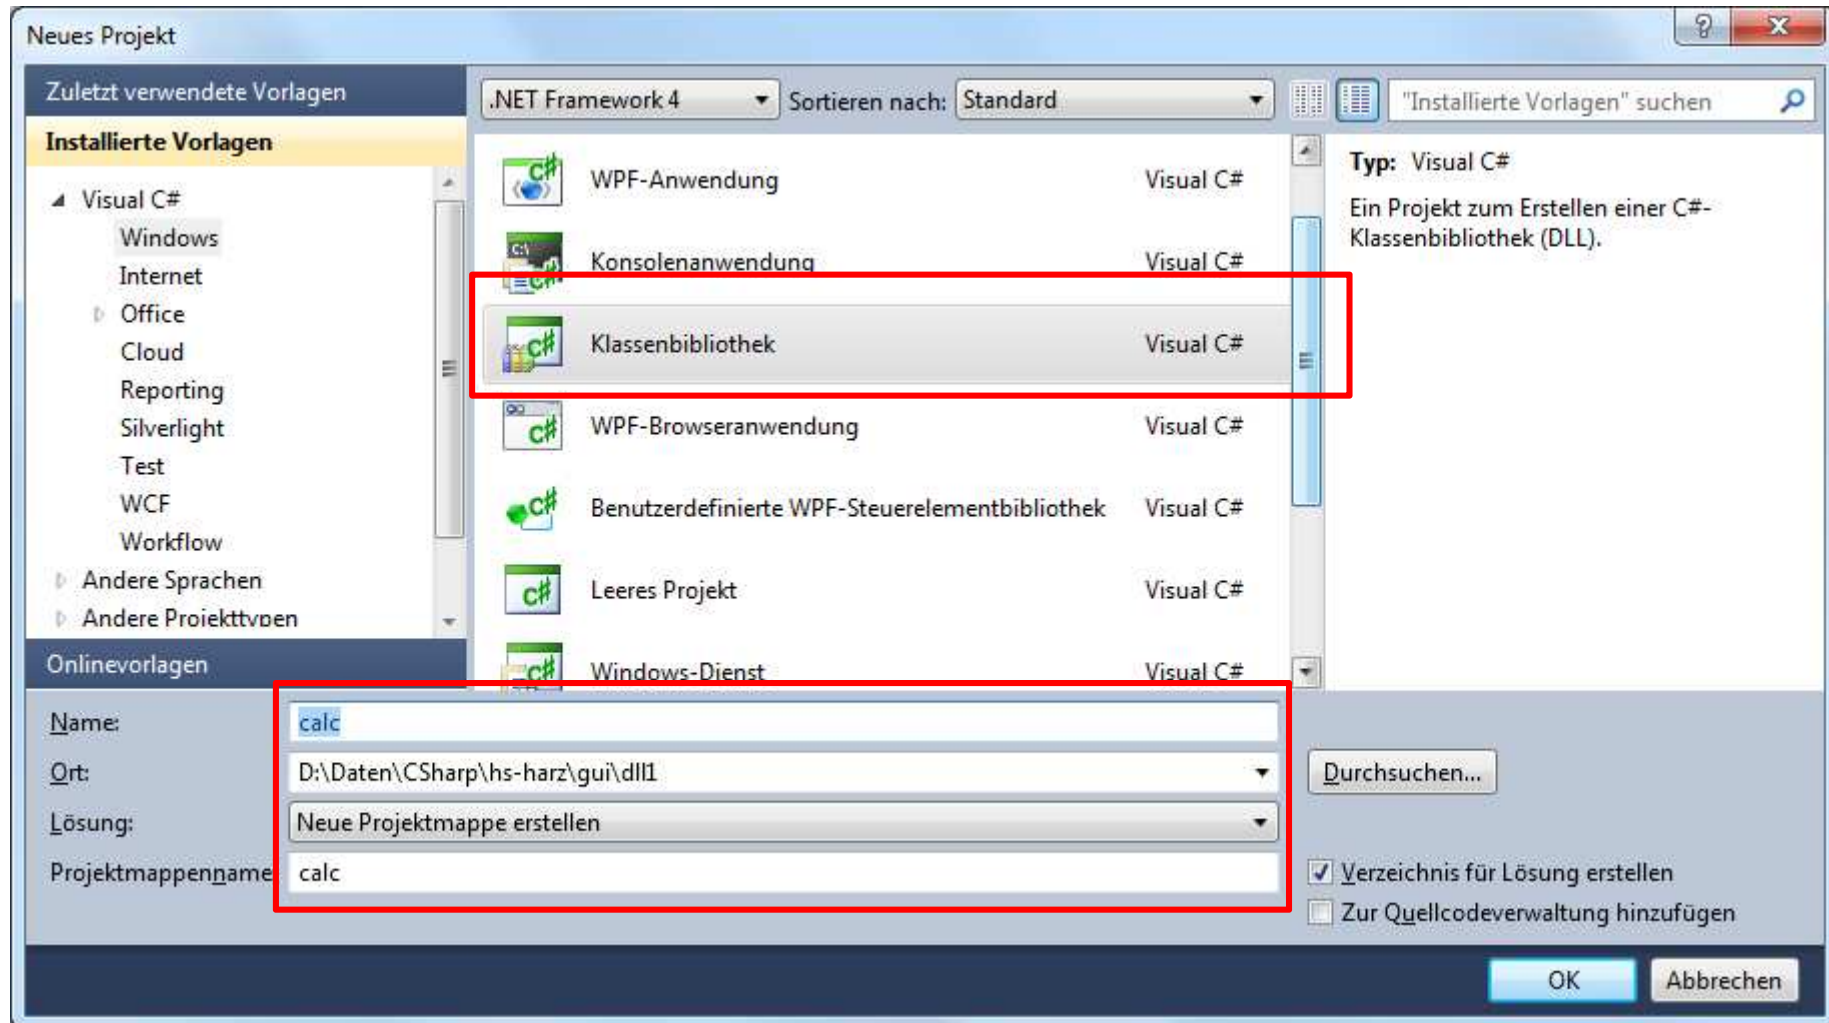 Neues Projekt
Zuletzt verwendete Vorlagen
Installierte Vorlagen
Visual C#
Windows
Internet
Office
Cloud
Reporting
Silverlight
Test
WCF
Workflow
Andere Sprachen
Andere Projekttypen
Onlinevorlagen
.NET Framework 4
Sortieren nach: Standard
"Installierte Vorlagen" suchen
WPF-Anwendung Visual C#
Konsolenanwendung Visual C#
Klassenbibliothek Visual C#
WPF-Browseranwendung Visual C#
Benutzerdefinierte WPF-Steuerelementbibliothek Visual C#
Leeres Projekt Visual C#
Windows-Dienst Visual C#
Typ: Visual C#
Ein Projekt zum Erstellen einer C#-
Klassenbibliothek (DLL).
Name: calc
Ort: D:\Daten\CSharp\hs-harz\gui\dll1
Durchsuchen...
Lösung: Neue Projektmappe erstellen
Projektmappenname calc
Verzeichnis für Lösung erstellen
Zur Quellcodeverwaltung hinzufügen
OK Abbrechen